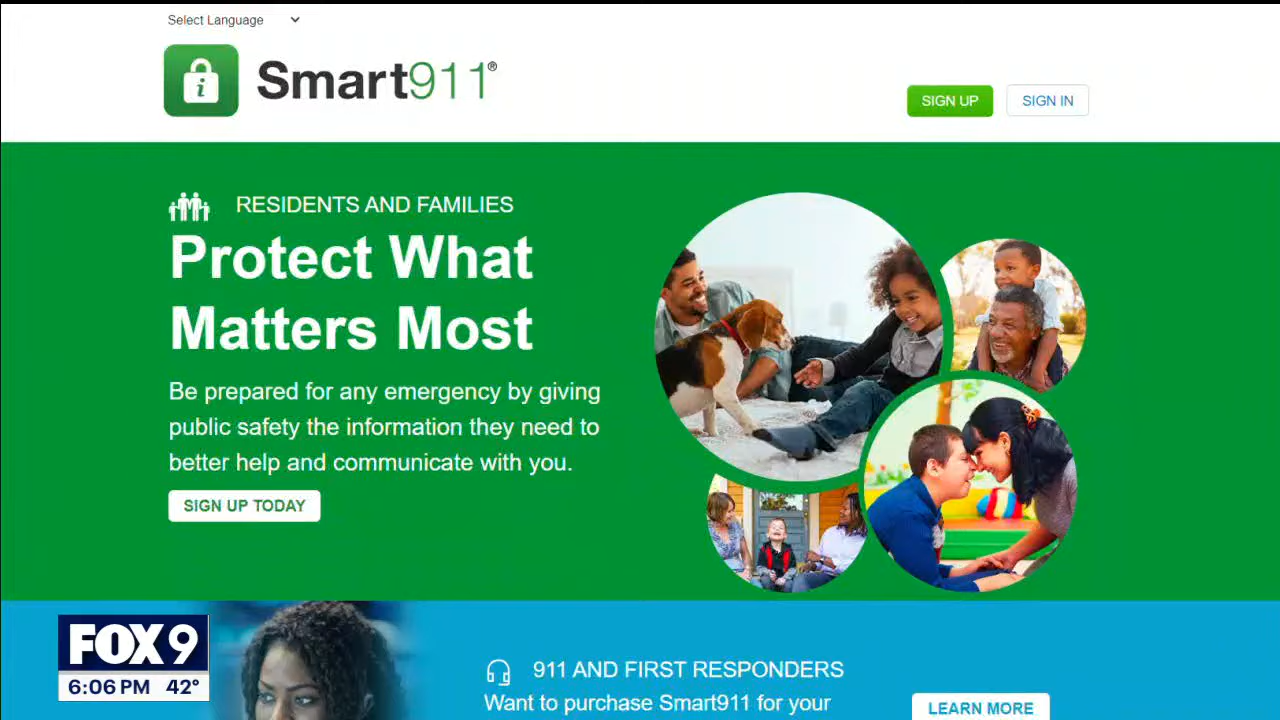 Select Language
Smart911®
SIGN UP
SIGN IN
RESIDENTS AND FAMILIES
Protect What
Matters Most
Be prepared for any emergency by giving
public safety the information they need to
better help and communicate with you.
SIGN UP TODAY
911 AND FIRST RESPONDERS
Want to purchase Smart911 for your
LEARN MORE
FOX 9
6:06 PM 42°